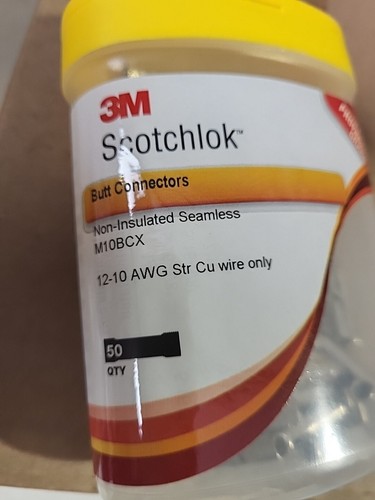 3M
Scotchlok™
Butt Connectors
Non-Insulated Seamless
M10BCX
12-10 AWG Str Cu wire only
50
QTY